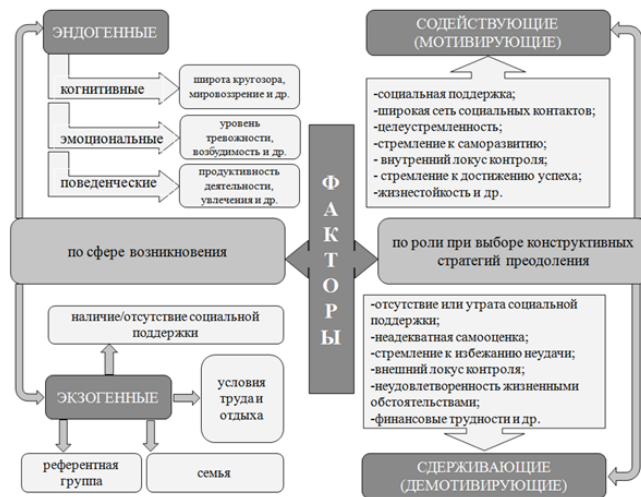 ЭНДОГЕННЫЕ
когнитивные
широта кругозора,
мировоззрение и др.
эмоциональные
уровень
тревожности,
возбудимость и др.
поведенческие
продуктивность
деятельности,
увлечения и др.
по сфере возникновения
наличие/отсутствие социальной
поддержки
ЭКЗОГЕННЫЕ
условия
труда и
отдыха
референтная
группа
семья
ФАКТОРЫ
СОДЕЙСТВУЮЩИЕ
(МОТИВИРУЮЩИЕ)
-социальная поддержка;
-широкая сеть социальных контактов;
-целеустремленность;
-стремление к саморазвитию;
- внутренний локус контроля;
- стремление к достижению успеха;
-жизнестойкость и др.
по роли при выборе конструктивных
стратегий преодоления
-отсутствие или утрата социальной
поддержки;
-неадекватная самооценка;
-стремление к избежанию неудачи;
-внешний локус контроля;
-неудовлетворенность жизненными
обстоятельствами;
-финансовые трудности и др.
СДЕРЖИВАЮЩИЕ
(ДЕМОТИВИРУЮЩИЕ)